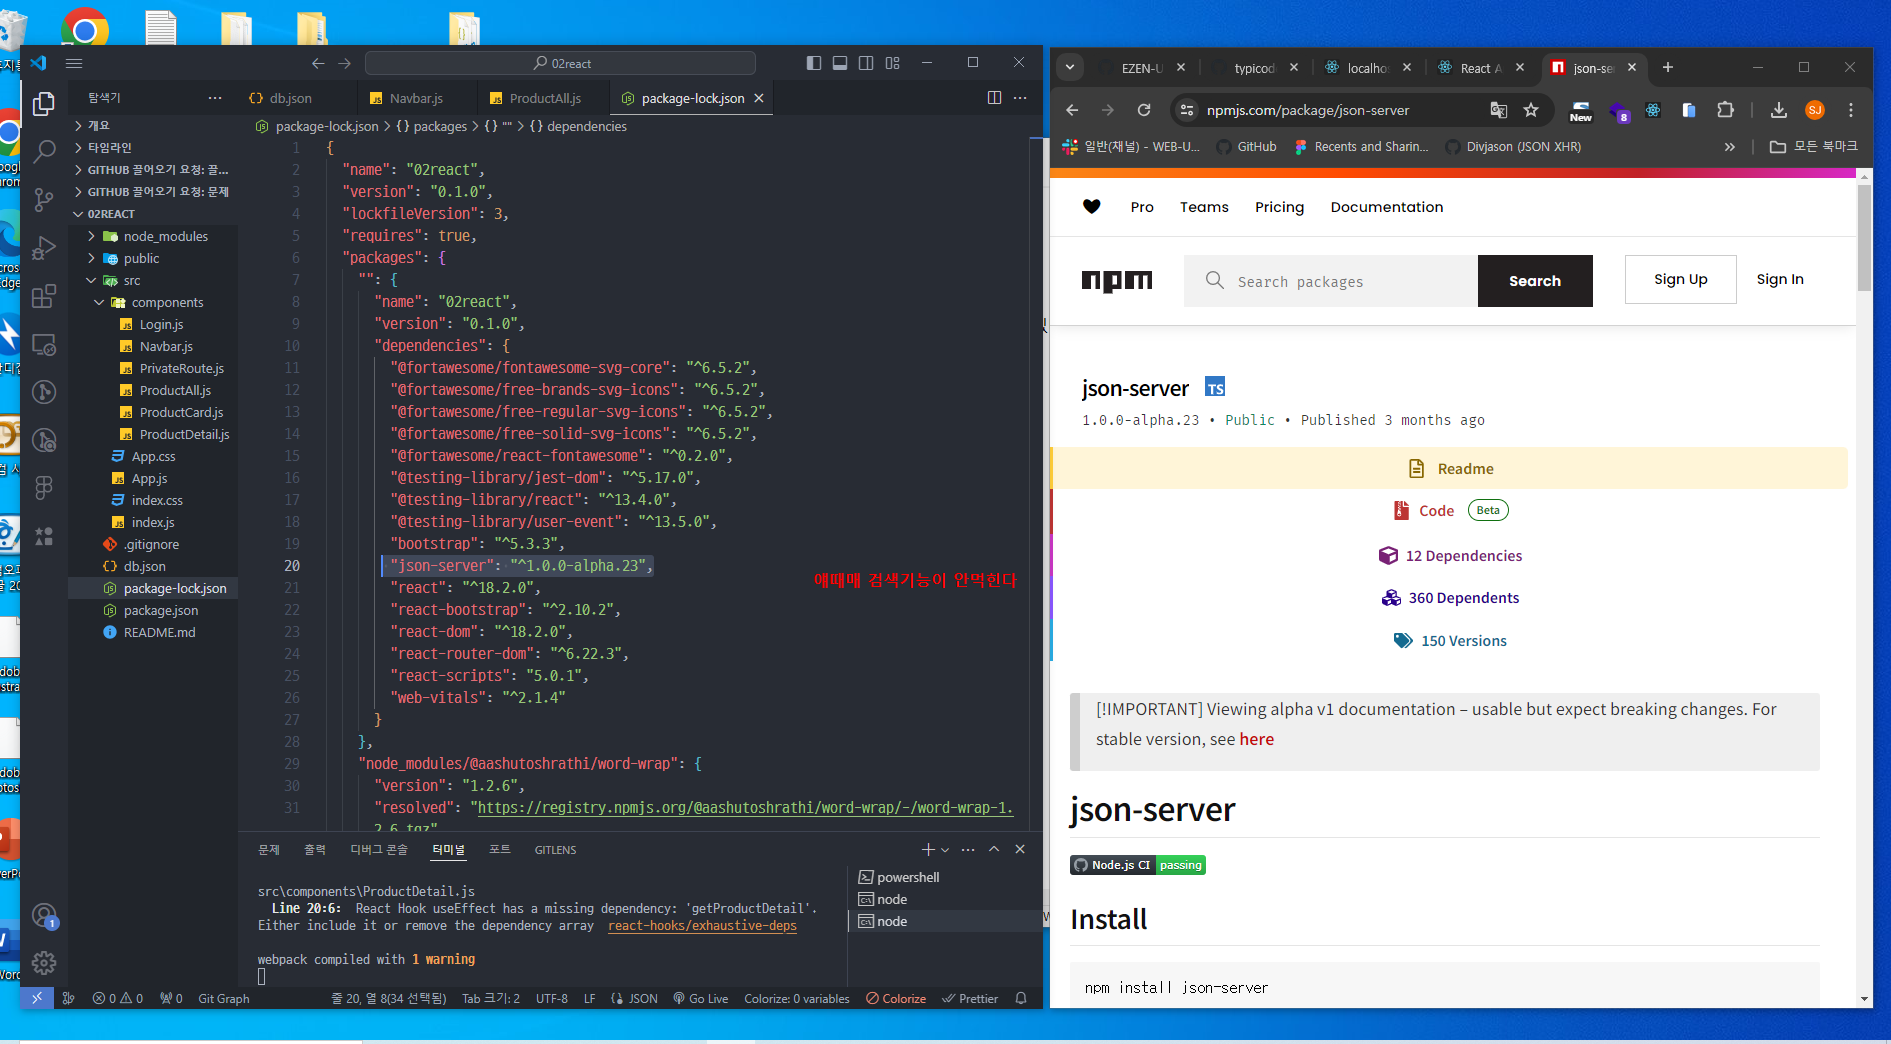 02react
탐색기
개요
타임라인
GITHUB 끌어오기 요청: 끌...
GITHUB 끌어오기 요청: 문제
02REACT
node_modules
public
src
components
Login.js
Navbar.js
PrivateRoute.js
ProductAll.js
ProductCard.js
ProductDetail.js
App.css
App.js
index.css
index.js
.gitignore
db.json
package-lock.json
package.json
README.md
db.json
Navbar.js
ProductAll.js
package-lock.json
package-lock.json > {} packages > {} "" > {} dependencies
1 {
2 "name": "02react",
3 "version": "0.1.0",
4 "lockfileVersion": 3,
5 "requires": true,
6 "packages": {
7 "": {
8 "name": "02react",
9 "version": "0.1.0",
10 "dependencies": {
11 "@fortawesome/fontawesome-svg-core": "^6.5.2",
12 "@fortawesome/free-brands-svg-icons": "^6.5.2",
13 "@fortawesome/free-regular-svg-icons": "^6.5.2",
14 "@fortawesome/free-solid-svg-icons": "^6.5.2",
15 "@fortawesome/react-fontawesome": "^0.2.0",
16 "@testing-library/jest-dom": "^5.17.0",
17 "@testing-library/react": "^13.4.0",
18 "@testing-library/user-event": "^13.5.0",
19 "bootstrap": "^5.3.3",
20 "json-server": "^1.0.0-alpha.23",
애때매 검색기능이 안먹힌다
21 "react": "^18.2.0",
22 "react-bootstrap": "^2.10.2",
23 "react-dom": "^18.2.0",
24 "react-router-dom": "^6.22.3",
25 "react-scripts": "5.0.1",
26 "web-vitals": "^2.1.4"
27 }
28 },
29 "node_modules/@aashutoshrathi/word-wrap": {
30 "version": "1.2.6",
31 "resolved": "https://registry.npmjs.org/@aashutoshrathi/word-wrap/-/word-wrap-1.
2.6.tgz"
문제 출력 디버그 콘솔 터미널 포트 GITLENS
src\components\ProductDetail.js
Line 20:6: React Hook useEffect has a missing dependency: 'getProductDetail'.
Either include it or remove the dependency array react-hooks/exhaustive-deps
webpack compiled with 1 warning
powershell
node
node
1
0 0 0 Git Graph 줄 20, 열 8(34 선택됨) Tab 크기: 2 UTF-8 LF JSON Go Live Colorize: 0 variables Colorize Prettier
EZEN-U typicod localhos React A json-se
npmjs.com/package/json-server New 8 SJ
일반(채널) - WEB-U... GitHub Recents and Sharin... Divjason (JSON XHR) » 모든 북마크
Pro Teams Pricing Documentation
npm Search packages Search Sign Up Sign In
json-server TS
1.0.0-alpha.23 • Public • Published 3 months ago
Readme
Code Beta
12 Dependencies
360 Dependents
150 Versions
[!IMPORTANT] Viewing alpha v1 documentation – usable but expect breaking changes. For
stable version, see here
json-server
Node.js CI passing
Install
npm install json-server